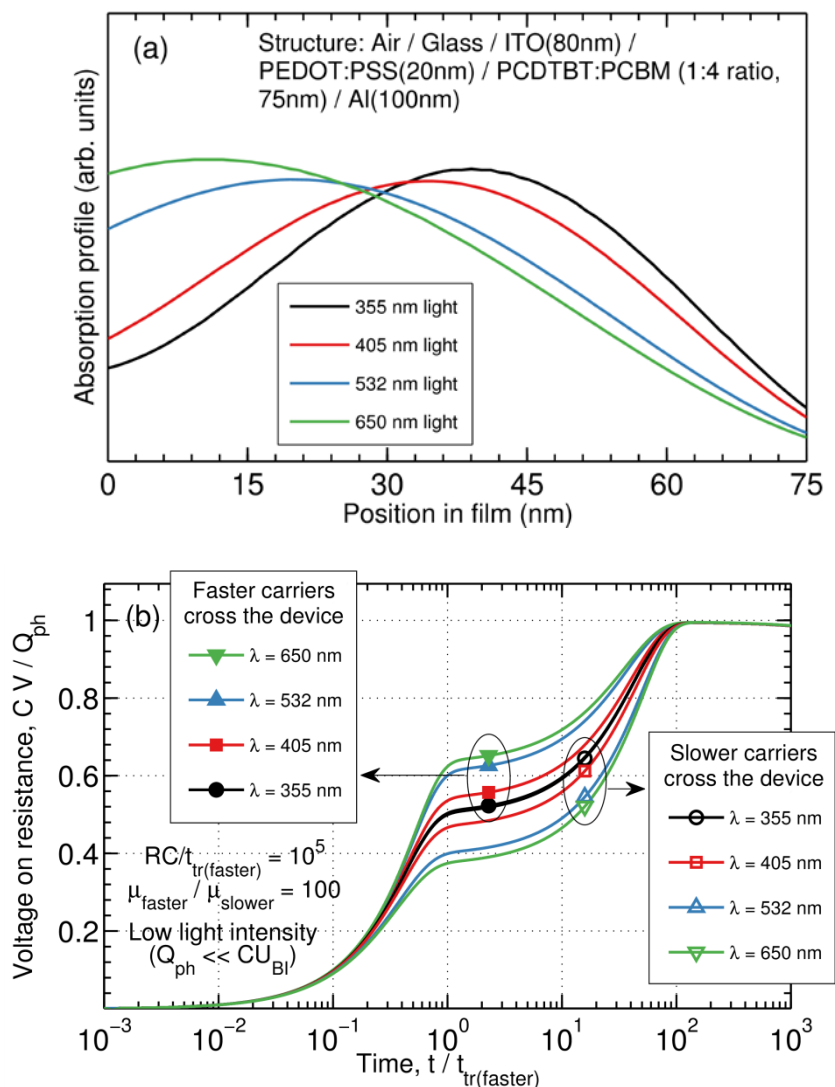 (a)
Structure: Air / Glass / ITO(80nm) /
PEDOT:PSS(20nm) / PCDTBT:PCBM (1:4 ratio,
75nm) / Al(100nm)
Absorption profile (arb. units)
355 nm light
405 nm light
532 nm light
650 nm light
0 15 30 45 60 75
Position in film (nm)
(b)
Faster carriers
cross the device
λ = 650 nm
λ = 532 nm
λ = 405 nm
λ = 355 nm
Slower carriers
cross the device
λ = 355 nm
λ = 405 nm
λ = 532 nm
λ = 650 nm
RC/t_tr(faster) = 10^5
μ_faster / μ_slower = 100
Low light intensity
(Q_ph << CU_BI)
Voltage on resistance, C V / Q_ph
1
0.8
0.6
0.4
0.2
10^-3 10^-2 10^-1 10^0 10^1 10^2 10^3
Time, t / t_tr(faster)